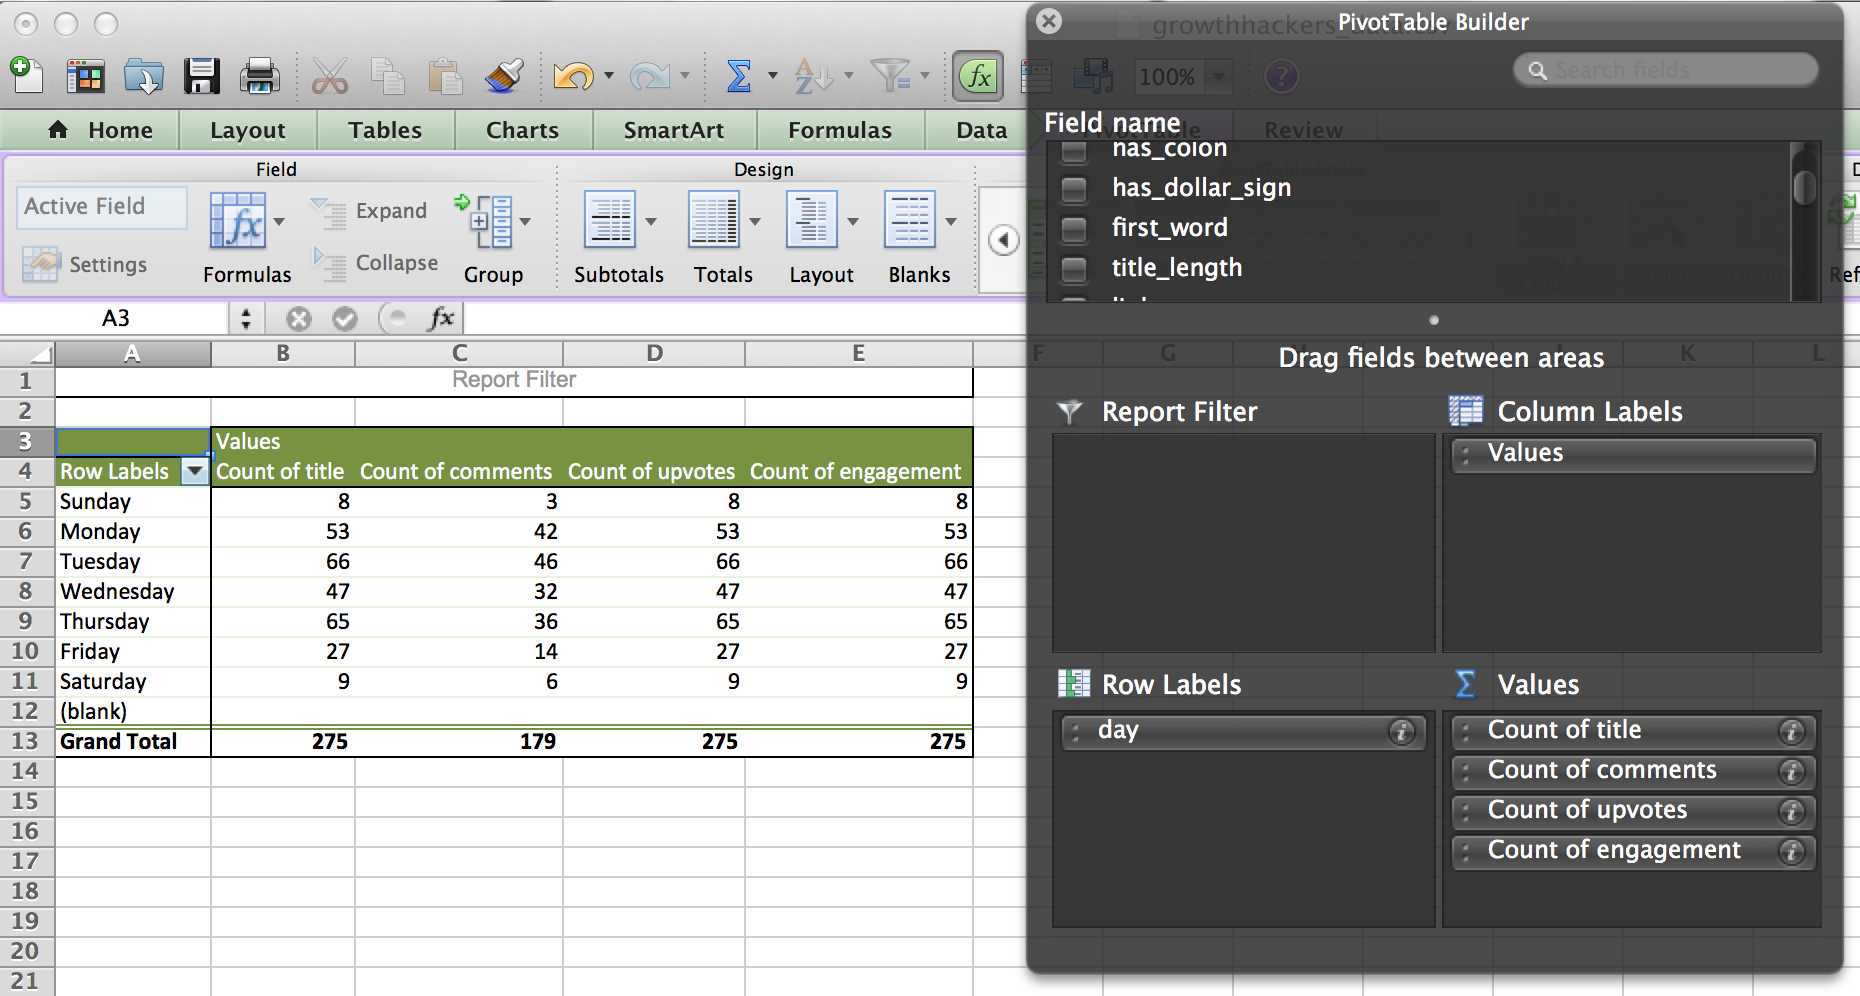 growthhackers_data
PivotTable Builder
100%
Search fields
Home Layout Tables Charts SmartArt Formulas Data PivotTable Review
Field name
Field
Design
has_colon
Active Field
Expand
has_dollar_sign
Settings
Collapse
first_word
Formulas Group Subtotals Totals Layout Blanks
title_length
Row & Column Select Options Ref
A3
fx
Drag fields between areas
A B C D E F G K L
1 Report Filter
2
3 Values
4 Row Labels Count of title Count of comments Count of upvotes Count of engagement
5 Sunday 8 3 8 8
6 Monday 53 42 53 53
7 Tuesday 66 46 66 66
8 Wednesday 47 32 47 47
9 Thursday 65 36 65 65
10 Friday 27 14 27 27
11 Saturday 9 6 9 9
12 (blank)
13 Grand Total 275 179 275 275
14
15
16
17
18
19
20
21
Report Filter
Column Labels
Values
Row Labels
day
Values
Count of title
Count of comments
Count of upvotes
Count of engagement